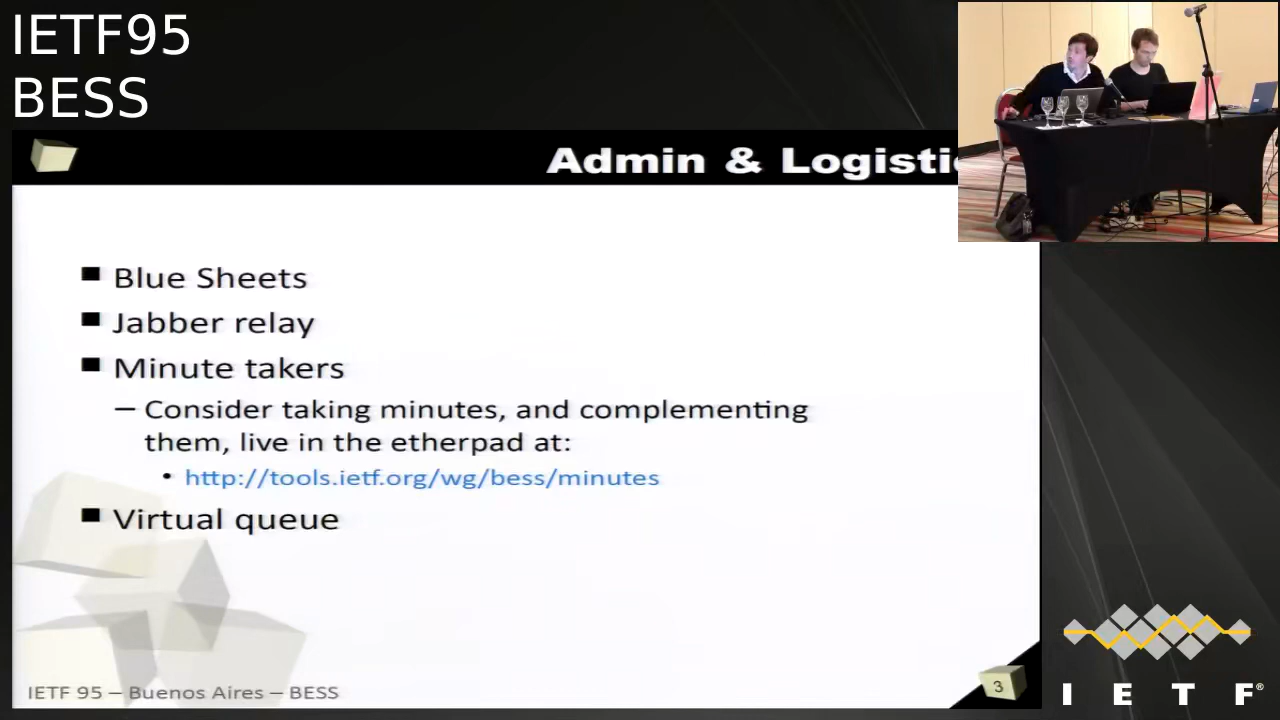 IETF95
BESS
Admin & Logisti
Blue Sheets
Jabber relay
Minute takers
– Consider taking minutes, and complementing
them, live in the etherpad at:
• http://tools.ietf.org/wg/bess/minutes
Virtual queue
IETF 95 – Buenos Aires – BESS
3
I E T F®